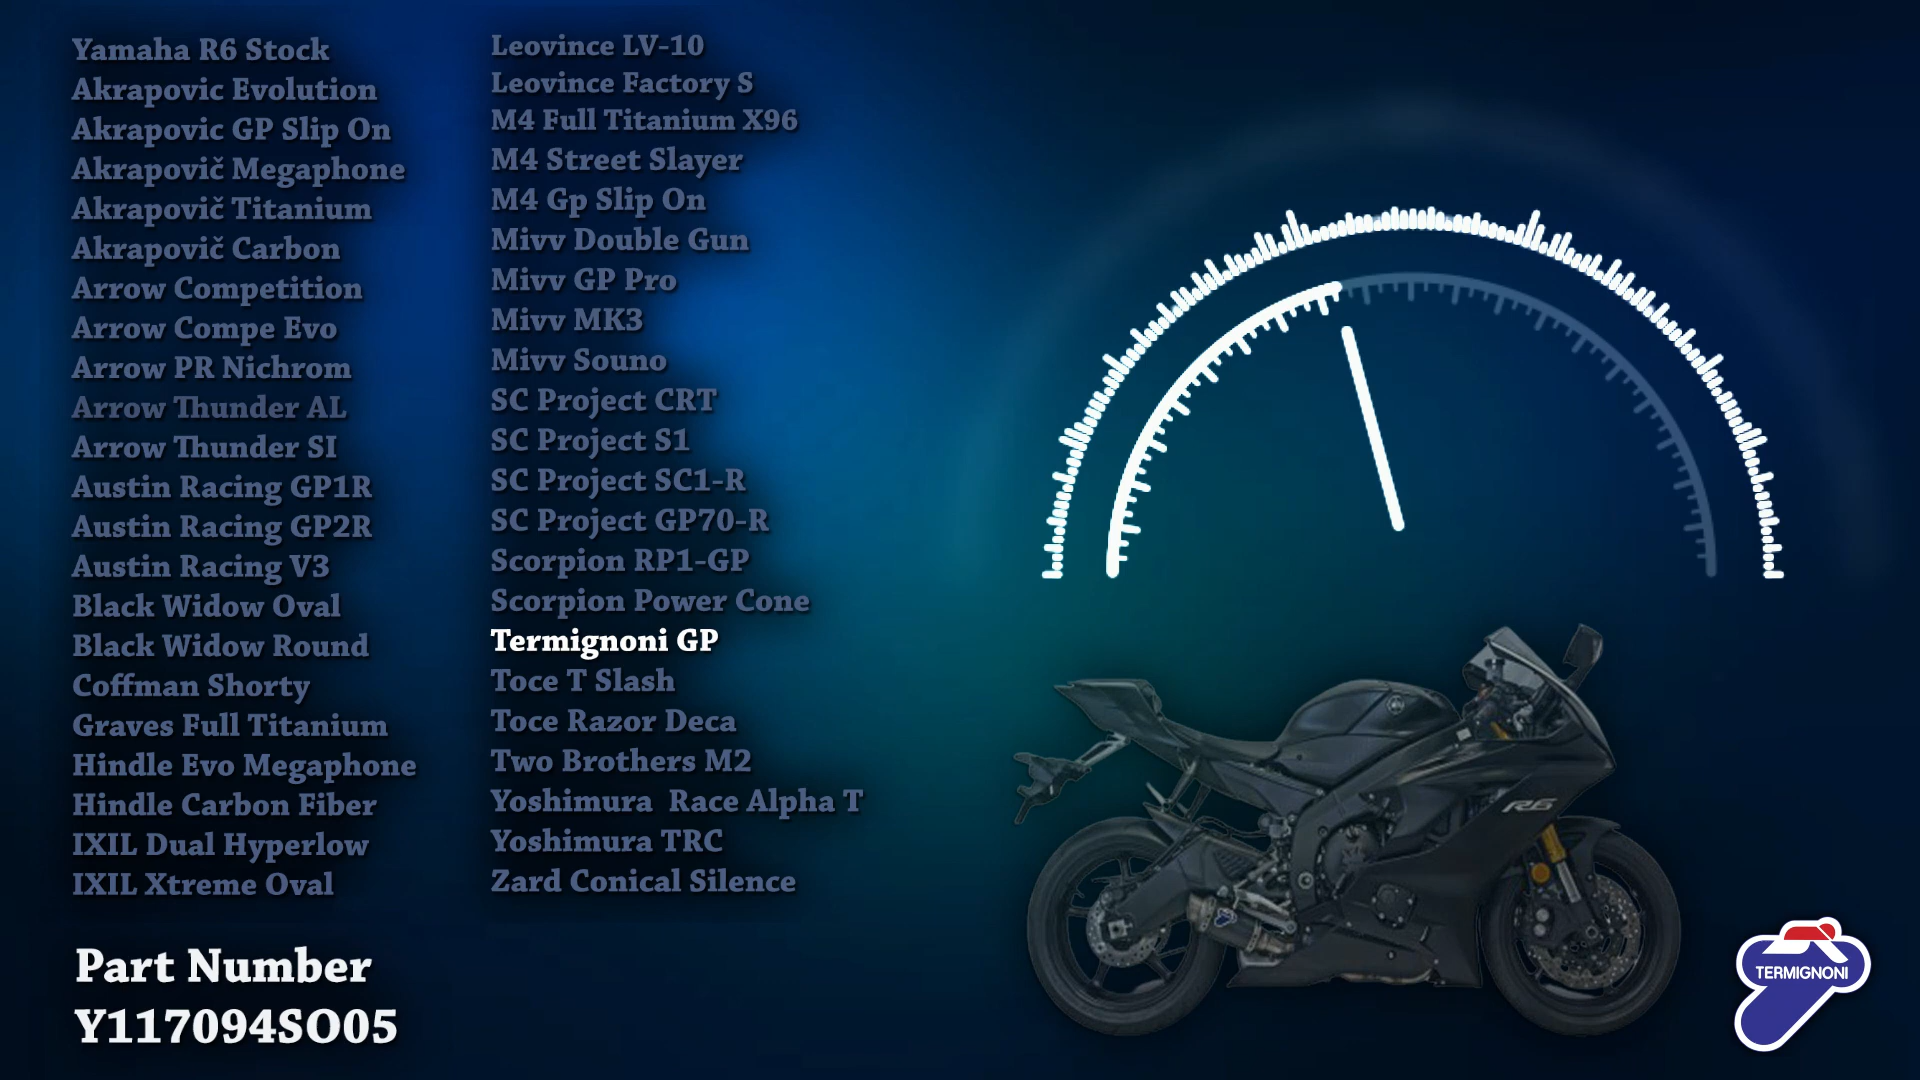 Yamaha R6 Stock
Akrapovic Evolution
Akrapovic GP Slip On
Akrapovič Megaphone
Akrapovič Titanium
Akrapovič Carbon
Arrow Competition
Arrow Compe Evo
Arrow PR Nichrom
Arrow Thunder AL
Arrow Thunder SI
Austin Racing GP1R
Austin Racing GP2R
Austin Racing V3
Black Widow Oval
Black Widow Round
Coffman Shorty
Graves Full Titanium
Hindle Evo Megaphone
Hindle Carbon Fiber
IXIL Dual Hyperlow
IXIL Xtreme Oval
Leovince LV-10
Leovince Factory S
M4 Full Titanium X96
M4 Street Slayer
M4 Gp Slip On
Mivv Double Gun
Mivv GP Pro
Mivv MK3
Mivv Souno
SC Project CRT
SC Project S1
SC Project SC1-R
SC Project GP70-R
Scorpion RP1-GP
Scorpion Power Cone
Termignoni GP
Toce T Slash
Toce Razor Deca
Two Brothers M2
Yoshimura  Race Alpha T
Yoshimura TRC
Zard Conical Silence
Part Number
Y117094SO05
R6
TERMIGNONI